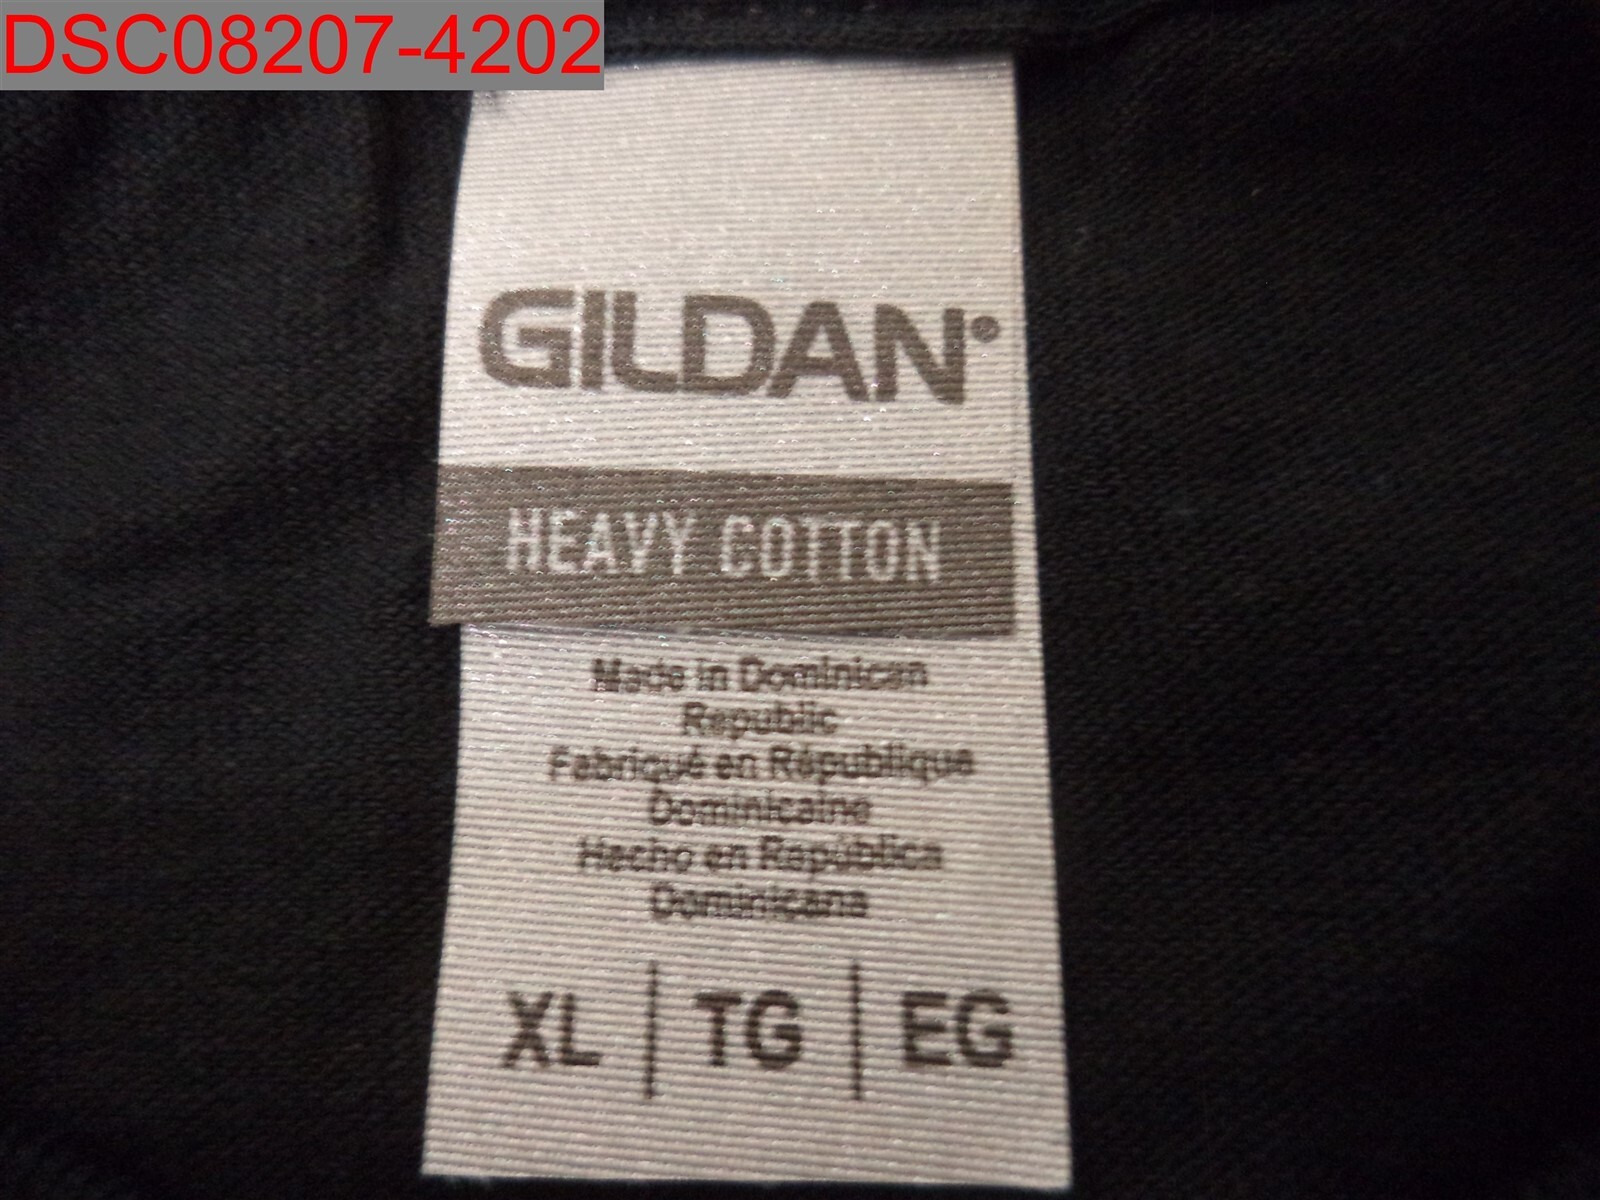 DSC08207-4202
GILDAN®
HEAVY COTTON
Made in Dominican
Republic
Fabriqué en République
Dominicaine
Hecho en República
Dominicana
XL | TG | EG